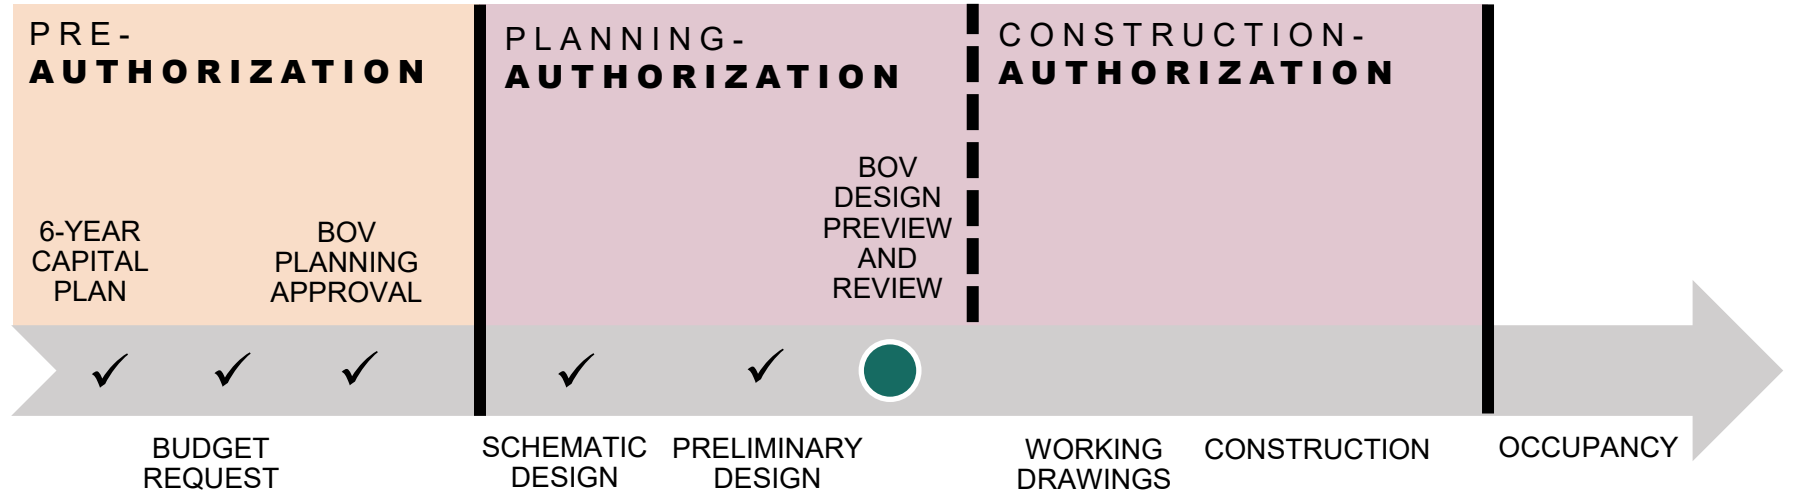 PRE-
AUTHORIZATION
PLANNING-
AUTHORIZATION
CONSTRUCTION-
AUTHORIZATION
6-YEAR
CAPITAL
PLAN
BOV
PLANNING
APPROVAL
BOV
DESIGN
PREVIEW
AND
REVIEW
BUDGET
REQUEST
SCHEMATIC
DESIGN
PRELIMINARY
DESIGN
WORKING
DRAWINGS
CONSTRUCTION
OCCUPANCY